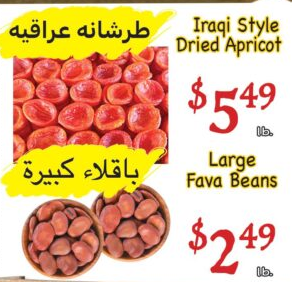 طرشانه عراقيه
Iraqi Style
Dried Apricot
$5.49
lb.
باقلاء كبيرة
Large
Fava Beans
$2.49
lb.